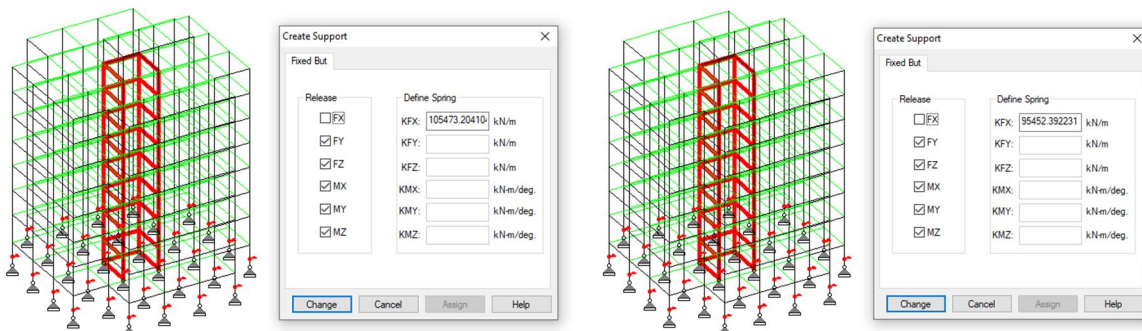 Create Support
Fixed But
Release
FX
FY
FZ
MX
MY
MZ
Define Spring
KFX: 105473.20410 kN/m
KFY: kN/m
KFZ: kN/m
KMX: kN-m/deg.
KMY: kN-m/deg.
KMZ: kN-m/deg.
Change Cancel Assign Help
Create Support
Fixed But
Release
FX
FY
FZ
MX
MY
MZ
Define Spring
KFX: 95452.392231 kN/m
KFY: kN/m
KFZ: kN/m
KMX: kN-m/deg.
KMY: kN-m/deg.
KMZ: kN-m/deg.
Change Cancel Assign Help